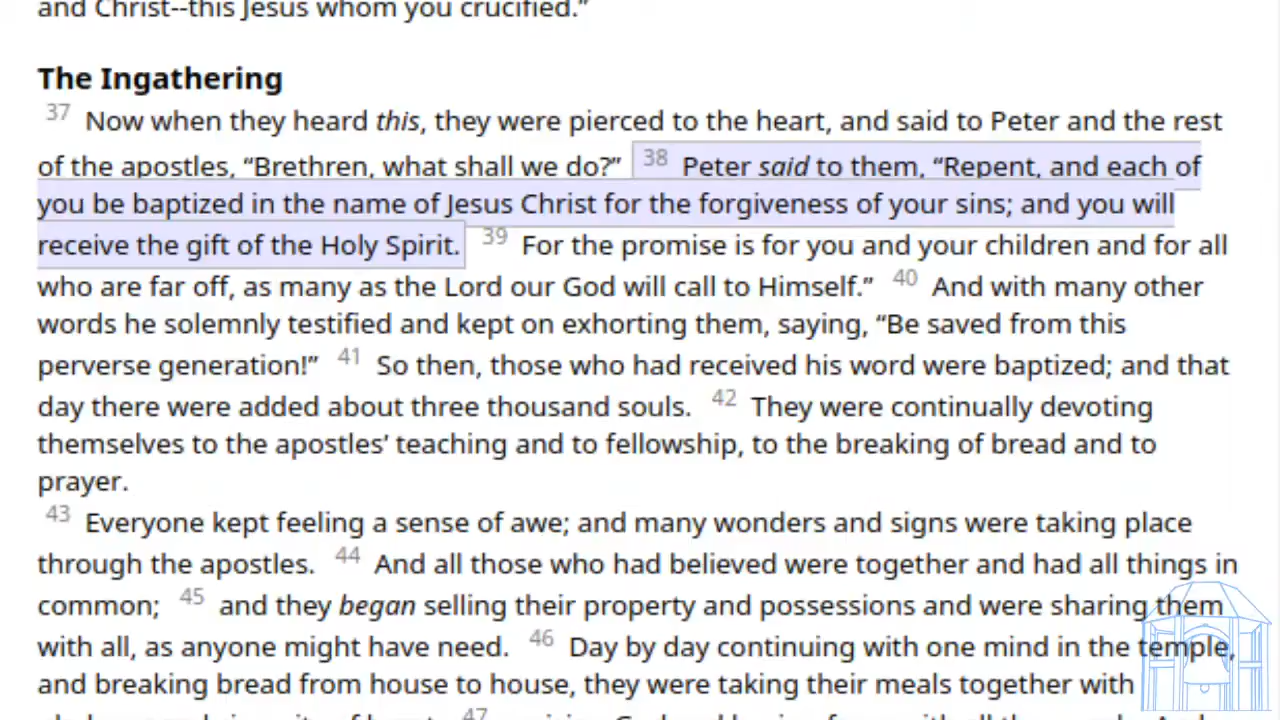 and Christ--this Jesus whom you crucified.”
The Ingathering
37 Now when they heard this, they were pierced to the heart, and said to Peter and the rest
of the apostles, “Brethren, what shall we do?” 38 Peter said to them, “Repent, and each of
you be baptized in the name of Jesus Christ for the forgiveness of your sins; and you will
receive the gift of the Holy Spirit. 39 For the promise is for you and your children and for all
who are far off, as many as the Lord our God will call to Himself.” 40 And with many other
words he solemnly testified and kept on exhorting them, saying, “Be saved from this
perverse generation!” 41 So then, those who had received his word were baptized; and that
day there were added about three thousand souls. 42 They were continually devoting
themselves to the apostles’ teaching and to fellowship, to the breaking of bread and to
prayer.
43 Everyone kept feeling a sense of awe; and many wonders and signs were taking place
through the apostles. 44 And all those who had believed were together and had all things in
common; 45 and they began selling their property and possessions and were sharing them
with all, as anyone might have need. 46 Day by day continuing with one mind in the temple,
and breaking bread from house to house, they were taking their meals together with
47